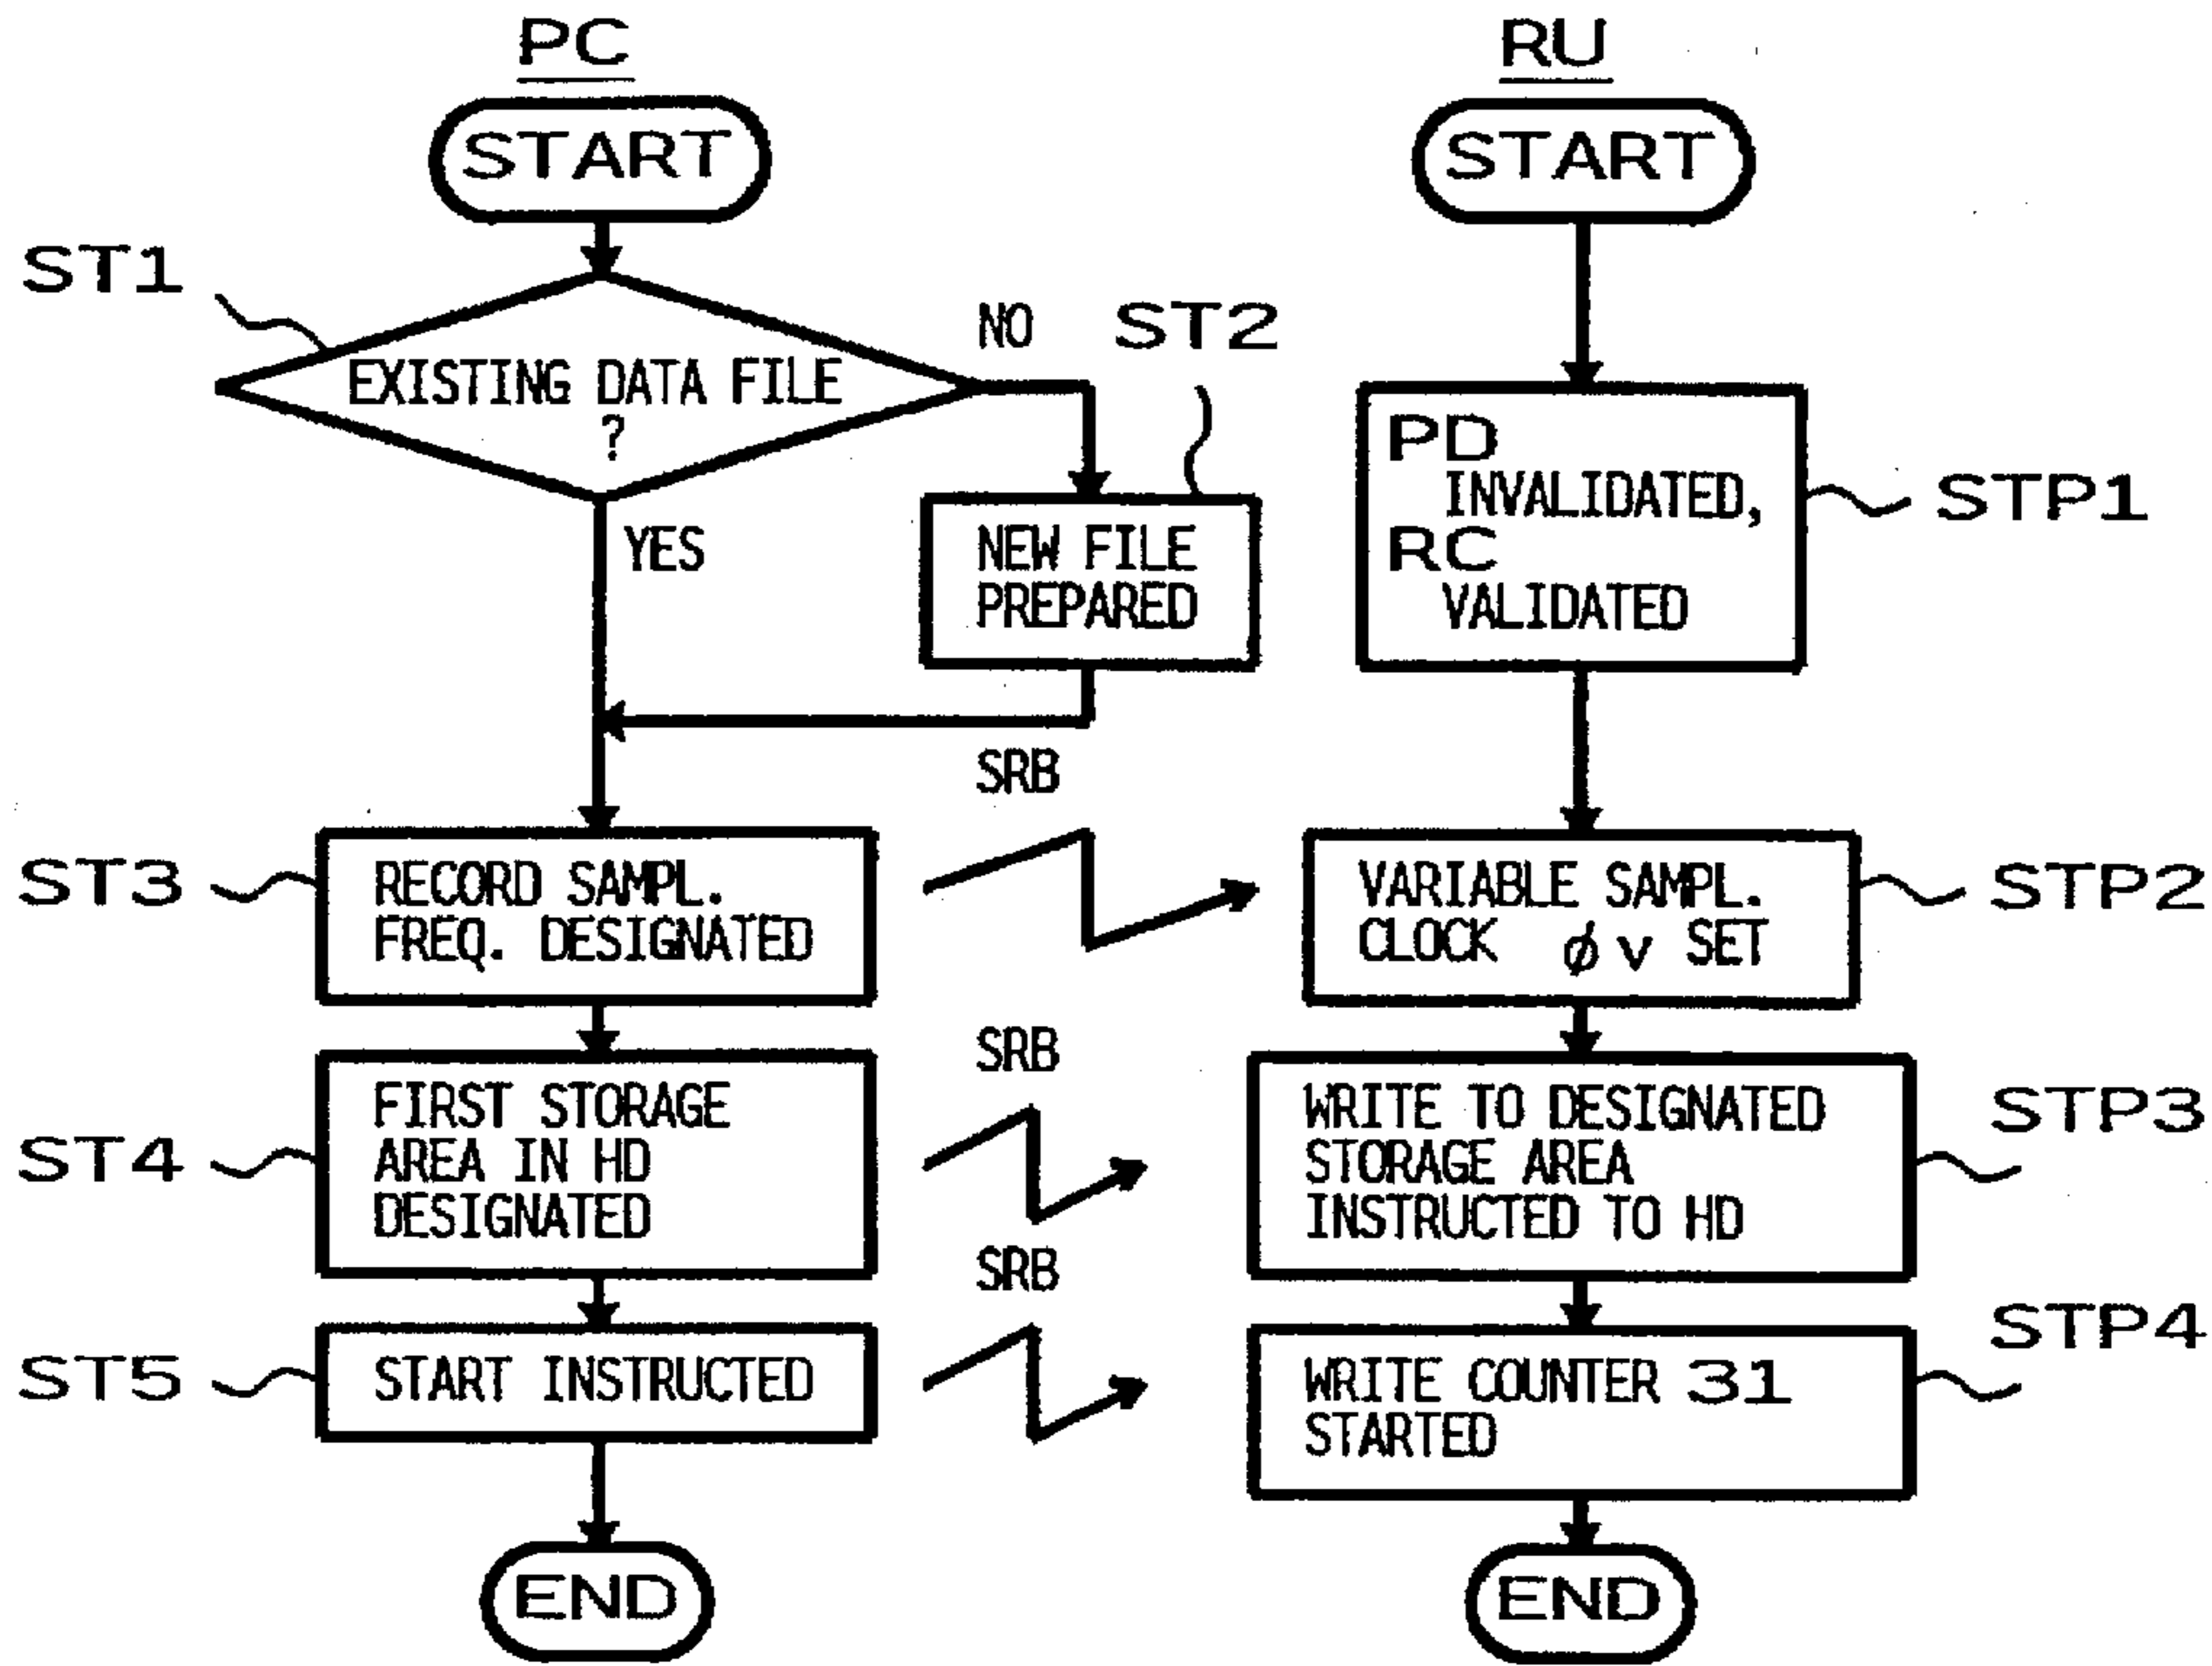 PC
START
ST1
EXISTING DATA FILE
?
NO
ST2
YES
NEW FILE
PREPARED
SRB
ST3
RECORD SAMPL.
FREQ. DESIGNATED
SRB
ST4
FIRST STORAGE
AREA IN HD
DESIGNATED
SRB
ST5
START INSTRUCTED
END
RU
START
PD
INVALIDATED,
RC
VALIDATED
STP1
VARIABLE SAMPL.
CLOCK ϕ v SET
STP2
WRITE TO DESIGNATED
STORAGE AREA
INSTRUCTED TO HD
STP3
WRITE COUNTER 31
STARTED
STP4
END